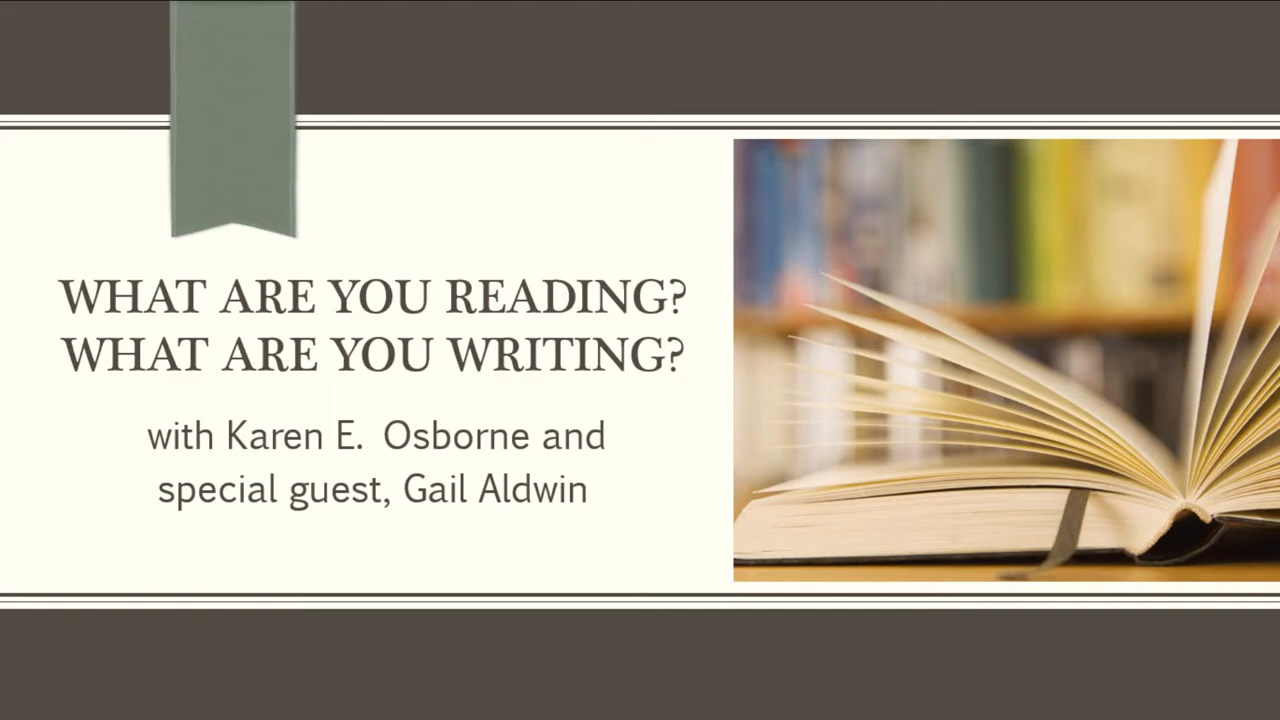 WHAT ARE YOU READING?
WHAT ARE YOU WRITING?
with Karen E.  Osborne and
special guest, Gail Aldwin